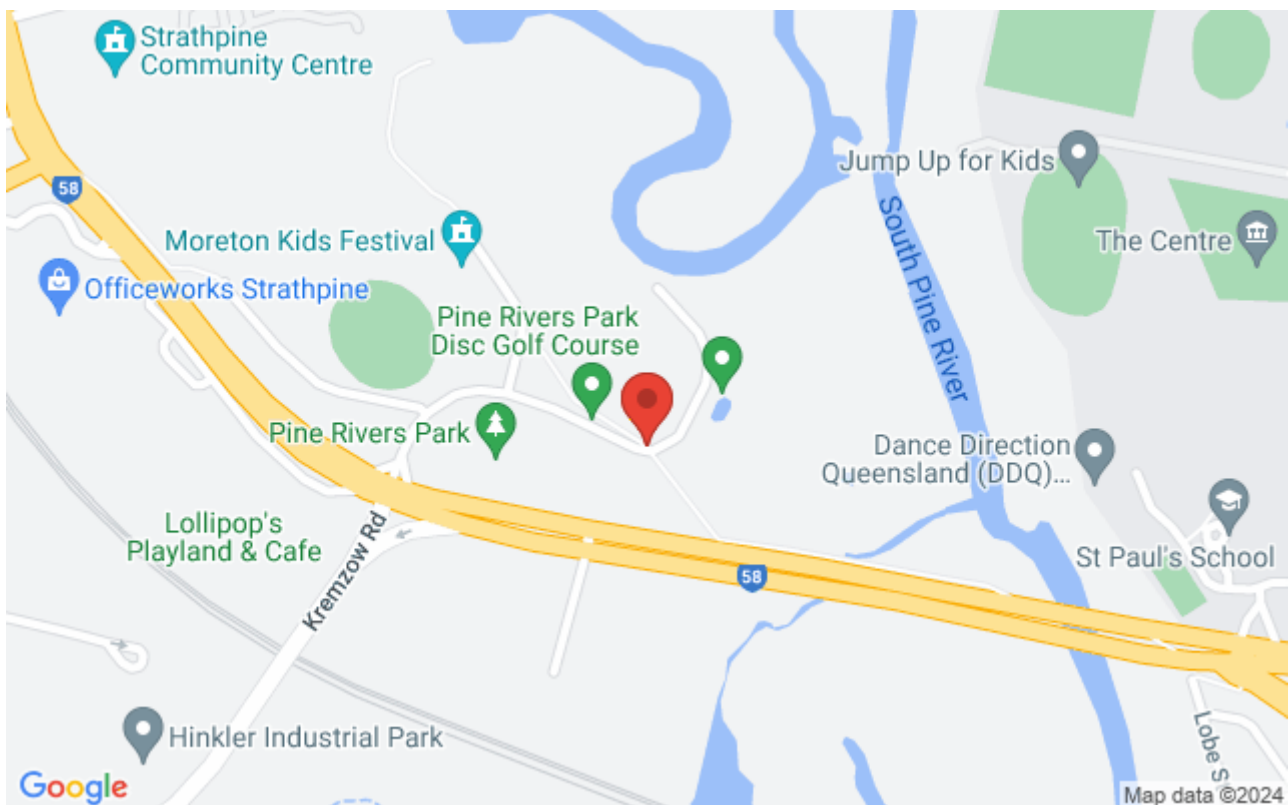 Strathpine
Community Centre
58
Jump Up for Kids
Moreton Kids Festival
The Centre
South Pine River
Officeworks Strathpine
Pine Rivers Park
Disc Golf Course
Pine Rivers Park
Dance Direction
Queensland (DDQ)...
Lollipop's
Playland & Cafe
Kremzow Rd
St Paul's School
58
Hinkler Industrial Park
Google
Map data ©2024